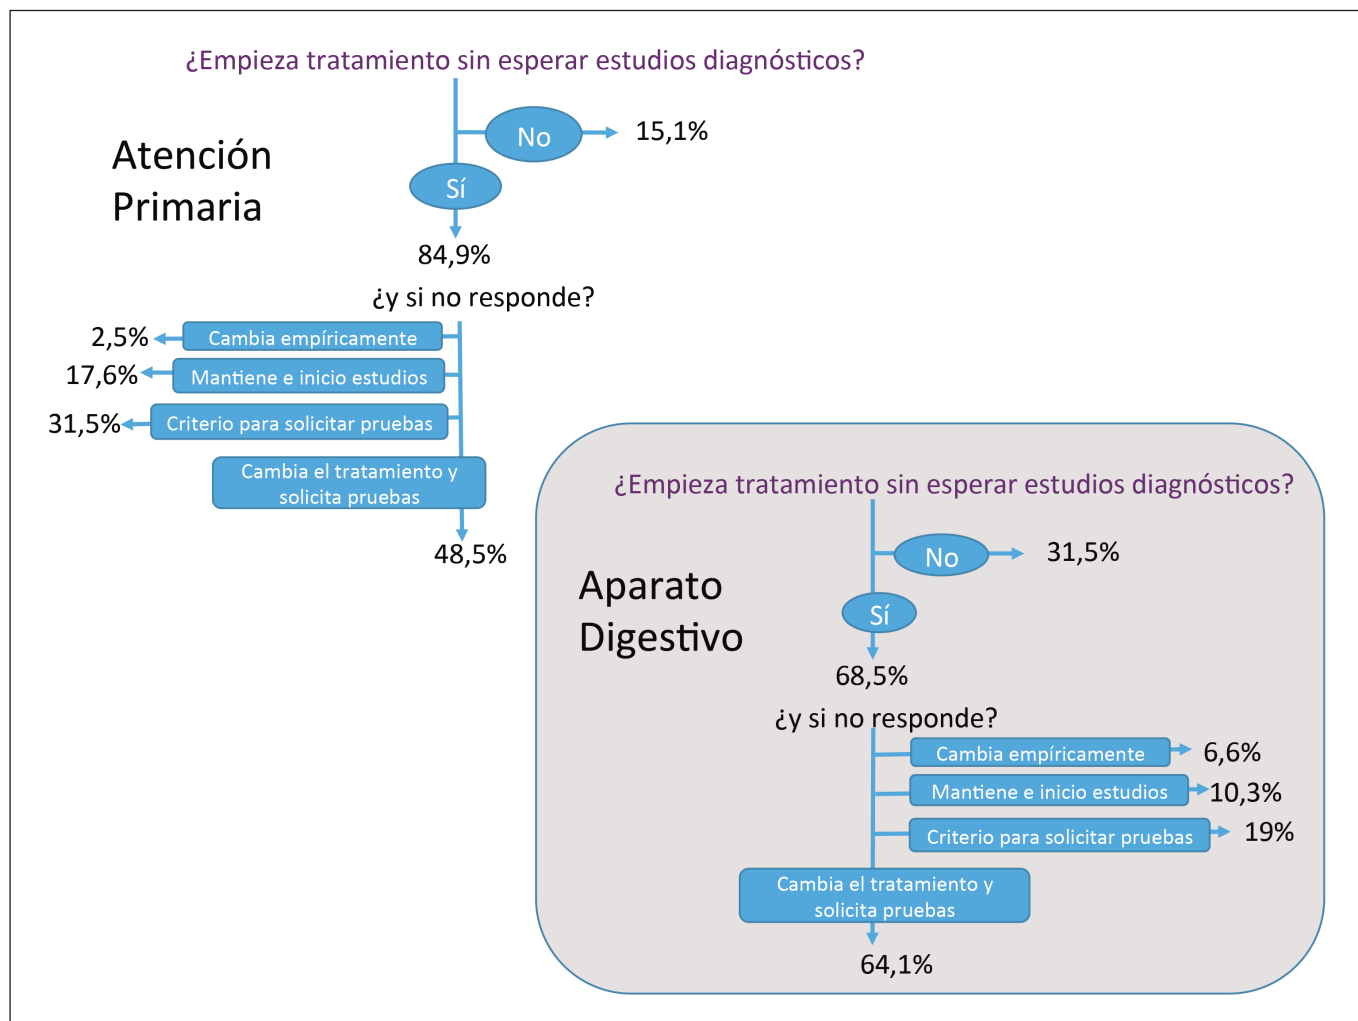 ¿Empieza tratamiento sin esperar estudios diagnósticos?
No
15,1%
Atención
Primaria
Sí
84,9%
¿y si no responde?
2,5%
Cambia empíricamente
17,6%
Mantiene e inicio estudios
31,5%
Criterio para solicitar pruebas
Cambia el tratamiento y
solicita pruebas
48,5%
¿Empieza tratamiento sin esperar estudios diagnósticos?
No
31,5%
Aparato
Digestivo
Sí
68,5%
¿y si no responde?
Cambia empíricamente
6,6%
Mantiene e inicio estudios
10,3%
Criterio para solicitar pruebas
19%
Cambia el tratamiento y
solicita pruebas
64,1%